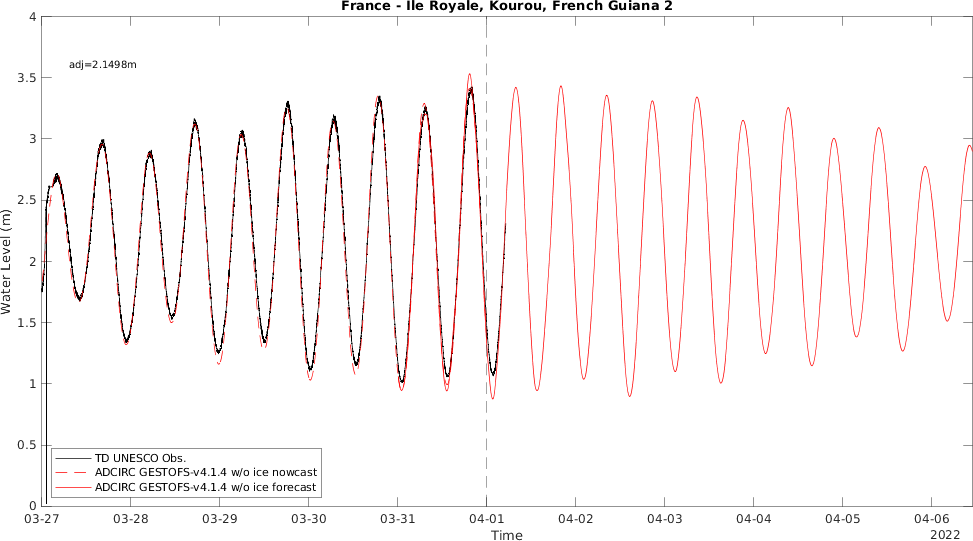 France - Ile Royale, Kourou, French Guiana 2
adj=2.1498m
Water Level (m)
4
3.5
3
2.5
2
1.5
1
0.5
0
TD UNESCO Obs.
ADCIRC GESTOFS-v4.1.4 w/o ice nowcast
ADCIRC GESTOFS-v4.1.4 w/o ice forecast
03-27 03-28 03-29 03-30 03-31 04-01 04-02 04-03 04-04 04-05 04-06
Time
2022